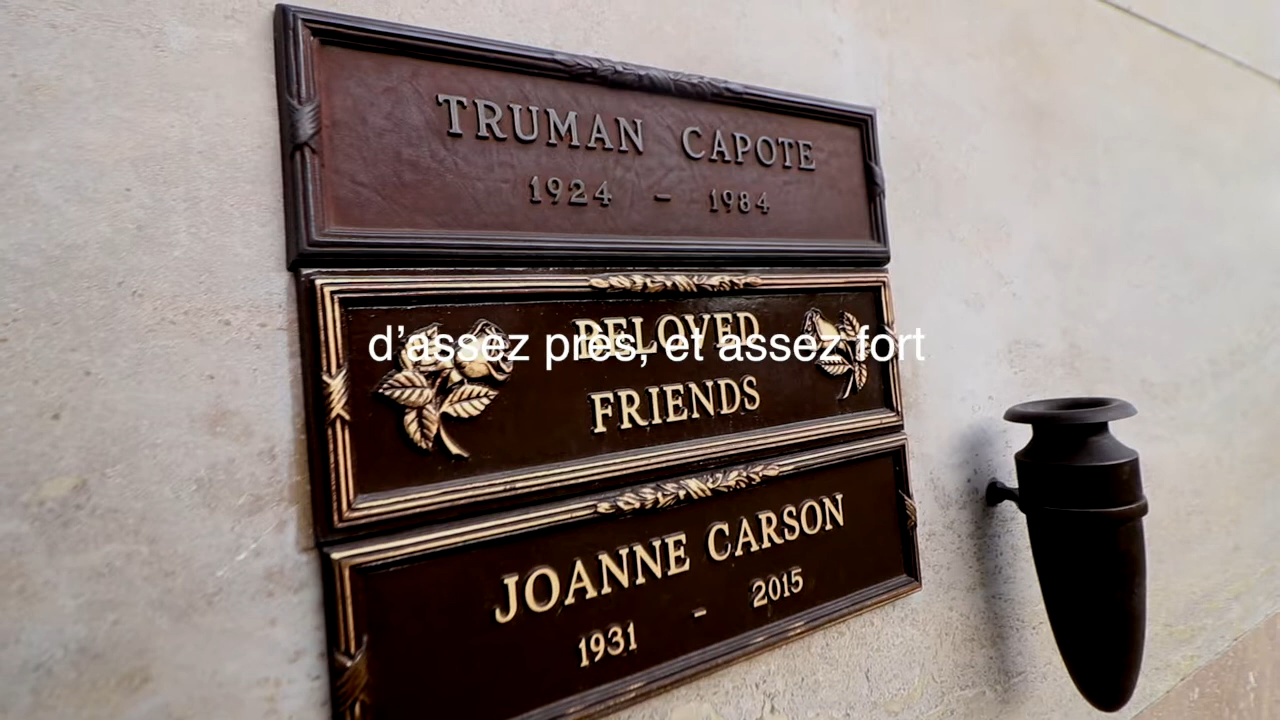 TRUMAN CAPOTE
1924 - 1984
BELOVED
d’assez près, et assez fort
FRIENDS
JOANNE CARSON
1931 - 2015